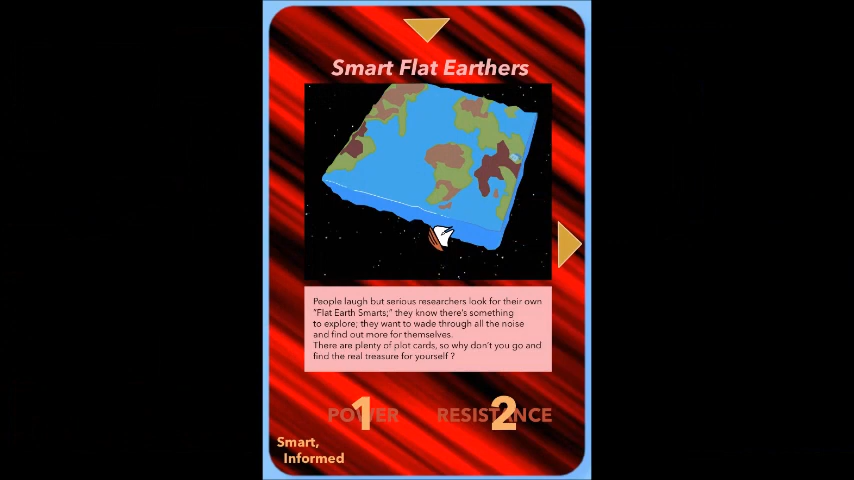 Smart Flat Earthers
People laugh but serious researchers look for their own
“Flat Earth Smarts;” they know there’s something
to explore; they want to wade through all the noise
and find out more for themselves.
There are plenty of plot cards, so why don’t you go and
find the real treasure for yourself ?
POWER 1 RESISTANCE 2
Smart,
Informed